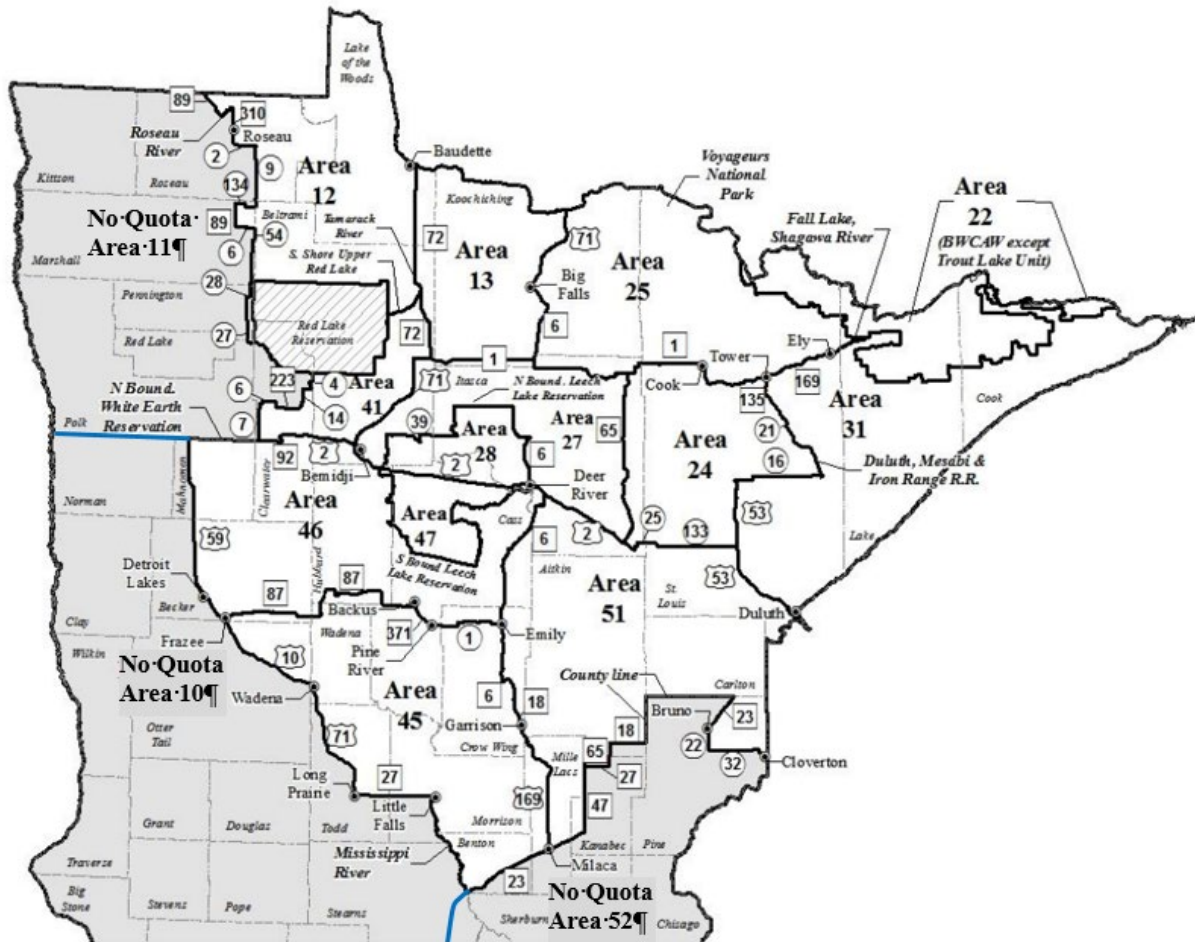 Lake
of the
Woods
89
310
Roseau
River
Roseau
2
9
Kittson
Roseau
134
Area
12
Baudette
Voyageurs
National
Park
Koochiching
Area
22
(BWCAW except
Trout Lake Unit)
Fall Lake,
Shagawa River
No·Quota·
Area·11¶
89
Beltrami
54
Tamarack
River
72
71
Area
13
Area
25
6
S. Shore Upper
Red Lake
Big
Falls
Marshall
28
Pennington
Red Lake
Red Lake
Reservation
27
72
6
1
1
Tower
Ely
Cook
169
N Bound.
White Earth
Reservation
6
223
4
Area
41
71
Itasca
N Bound. Leech
Lake Reservation
135
Area
31
Cook
14
39
Area
27
65
Area
28
21
Polk
7
92
2
Bemidji
2
6
Area
24
16
Duluth, Mesabi &
Iron Range R.R.
Deer
River
Norman
Mahnomen
Clearwater
Area
46
Area
47
Cass
25
133
53
59
S Bound Leech
Lake Reservation
6
2
Aitkin
Lake
Detroit
Lakes
Hubbard
87
87
Area
51
St.
Louis
53
Becker
Backus
Duluth
Clay
Frazee
Wadena
371
1
Emily
Wilkin
Pine
River
10
No·Quota
Area·10¶
Wadena
Area
45
6
18
County line
Carlton
Bruno
23
Garrison
Otter
Tail
71
Crow Wing
18
22
Mille
Lacs
65
32
Cloverton
Long
Prairie
27
27
Little
Falls
169
47
Grant
Douglas
Todd
Morrison
Benton
Kanabec
Pine
Traverse
Mississippi
River
Milaca
23
Big
Stone
Stevens
Pope
Stearns
No·Quota
Area·52¶
Sherburn
Chisago